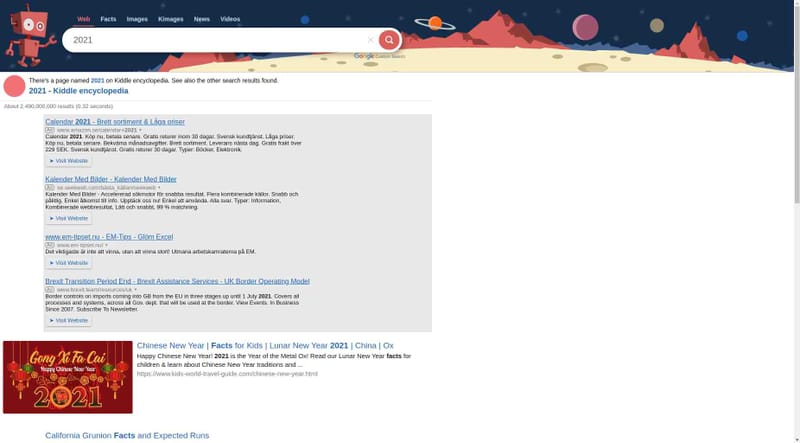 Web Facts Images Kimages News Videos
2021
Google Custom Search
There's a page named 2021 on Kiddle encyclopedia. See also the other search results found.
2021 - Kiddle encyclopedia
About 2,490,000,000 results (0.32 seconds)
Calendar 2021 - Brett sortiment & Låga priser
Ad www.amazon.se/calendar+2021
Calendar 2021. Köp nu, betala senare. Gratis returer inom 30 dagar. Svensk kundtjänst. Låga priser.
Köp nu, betala senare. Bekväma månadsavgifter. Brett sortiment. Leverans nästa dag. Gratis frakt över
229 SEK. Svensk kundtjänst. Gratis returer 30 dagar. Typer: Böcker, Elektronik.
➤ Visit Website
Kalender Med Bilder - Kalender Med Bilder
Ad
Kalender Med Bilder - Accelererad sökmotor för snabba resultat. Flera kombinerade källor. Snabb och
pålitlig. Enkel åtkomst till info. Upptäck oss nu! Enkel att använda. Alla svar. Typer: Information,
Kombinerade webbresultat, Lätt och snabbt, 99 % matchning.
➤ Visit Website
www.em-tipset.nu - EM-Tips - Glöm Excel
Ad www.em-tipset.nu/
Det viktigaste är inte att vinna, utan att vinna stort! Utmana arbetskamraterna på EM.
➤ Visit Website
Brexit Transition Period End - Brexit Assistance Services - UK Border Operating Model
Ad
Border controls on imports coming into GB from the EU in three stages up until 1 July 2021. Covers all
processes and systems, across all Gov. dept. that will be used at the border. View Events. In Business
Since 2007. Subscribe To Newsletter.
➤ Visit Website
Gong Xi Fa Cai
Happy Chinese New Year
2021
Chinese New Year | Facts for Kids | Lunar New Year 2021 | China | Ox
Happy Chinese New Year! 2021 is the Year of the Metal Ox! Read our Lunar New Year facts for
children & learn about Chinese New Year traditions and ...
https://www.kids-world-travel-guide.com/chinese-new-year.html
California Grunion Facts and Expected Runs